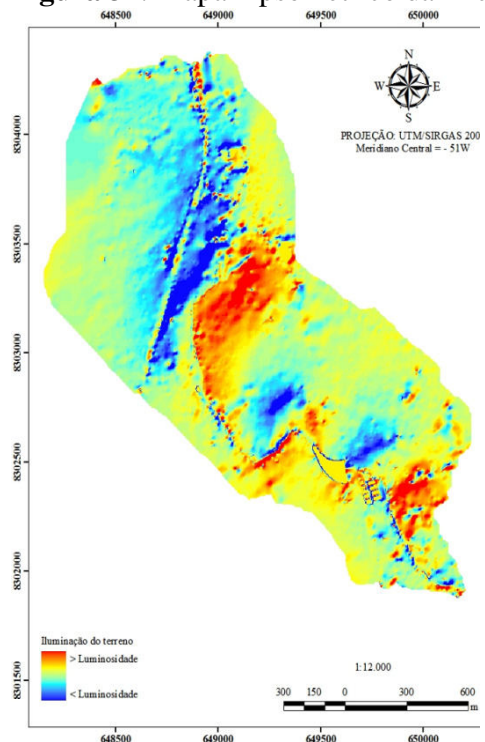 648500 649000 649500 650000
N
W E
S
PROJEÇÃO: UTM/SIRGAS 200
Meridiano Central = - 51W
8304000
8303500
8303000
8302500
8302000
8301500
Iluminação do terreno
> Luminosidade
< Luminosidade
1:12.000
300 150 0 300 600
m
648500 649000 649500 650000